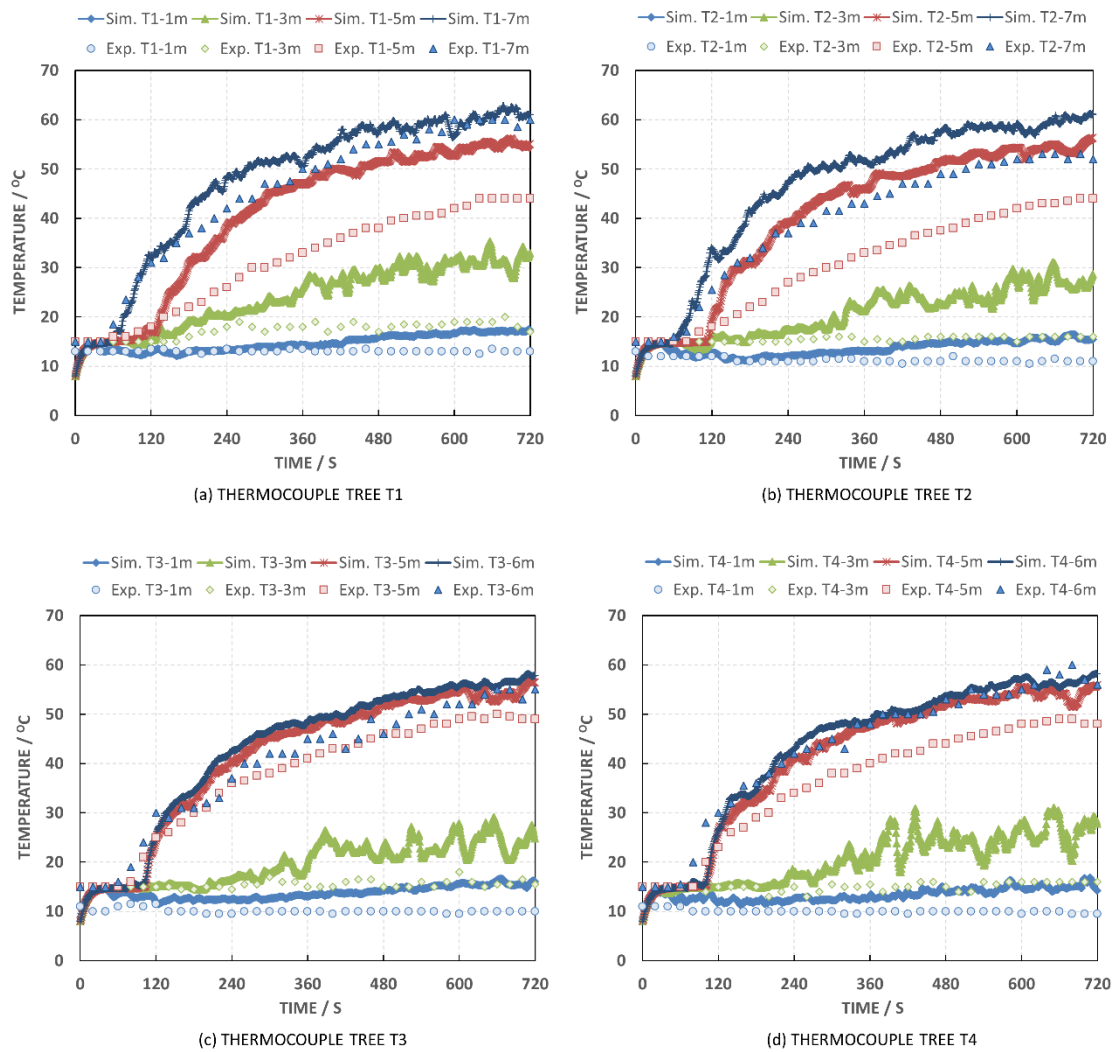 Sim. T1-1m Sim. T1-3m Sim. T1-5m Sim. T1-7m
Exp. T1-1m Exp. T1-3m Exp. T1-5m Exp. T1-7m
70
60
50
40
30
20
10
0
TEMPERATURE / °C
0 120 240 360 480 600 720
TIME / S
(a) THERMOCOUPLE TREE T1
Sim. T2-1m Sim. T2-3m Sim. T2-5m Sim. T2-7m
Exp. T2-1m Exp. T2-3m Exp. T2-5m Exp. T2-7m
70
60
50
40
30
20
10
0
TEMPERATURE / °C
0 120 240 360 480 600 720
TIME / S
(b) THERMOCOUPLE TREE T2
Sim. T3-1m Sim. T3-3m Sim. T3-5m Sim. T3-6m
Exp. T3-1m Exp. T3-3m Exp. T3-5m Exp. T3-6m
70
60
50
40
30
20
10
0
TEMPERATURE / °C
0 120 240 360 480 600 720
TIME / S
(c) THERMOCOUPLE TREE T3
Sim. T4-1m Sim. T4-3m Sim. T4-5m Sim. T4-6m
Exp. T4-1m Exp. T4-3m Exp. T4-5m Exp. T4-6m
70
60
50
40
30
20
10
0
TEMPERATURE / °C
0 120 240 360 480 600 720
TIME / S
(d) THERMOCOUPLE TREE T4